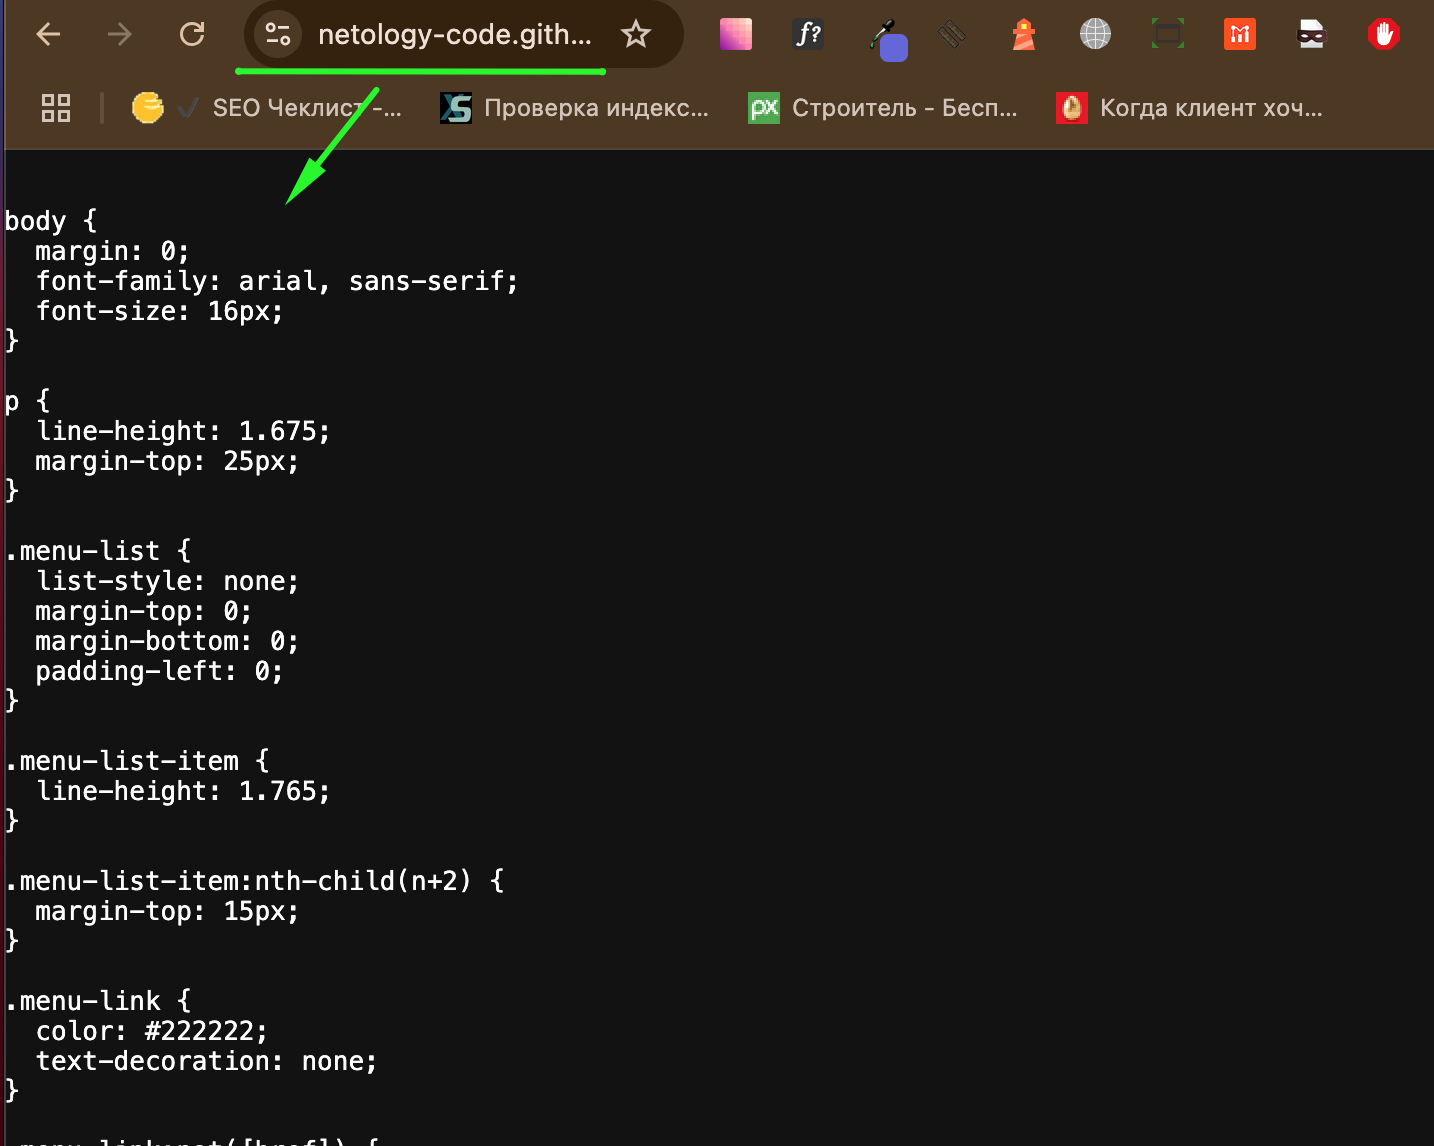 netology-code.gith...
f?
SEO Чеклист -...
Проверка индекс...
px
Строитель - Бесп...
Когда клиент хоч...
body {
  margin: 0;
  font-family: arial, sans-serif;
  font-size: 16px;
}
p {
  line-height: 1.675;
  margin-top: 25px;
}
.menu-list {
  list-style: none;
  margin-top: 0;
  margin-bottom: 0;
  padding-left: 0;
}
.menu-list-item {
  line-height: 1.765;
}
.menu-list-item:nth-child(n+2) {
  margin-top: 15px;
}
.menu-link {
  color: #222222;
  text-decoration: none;
}